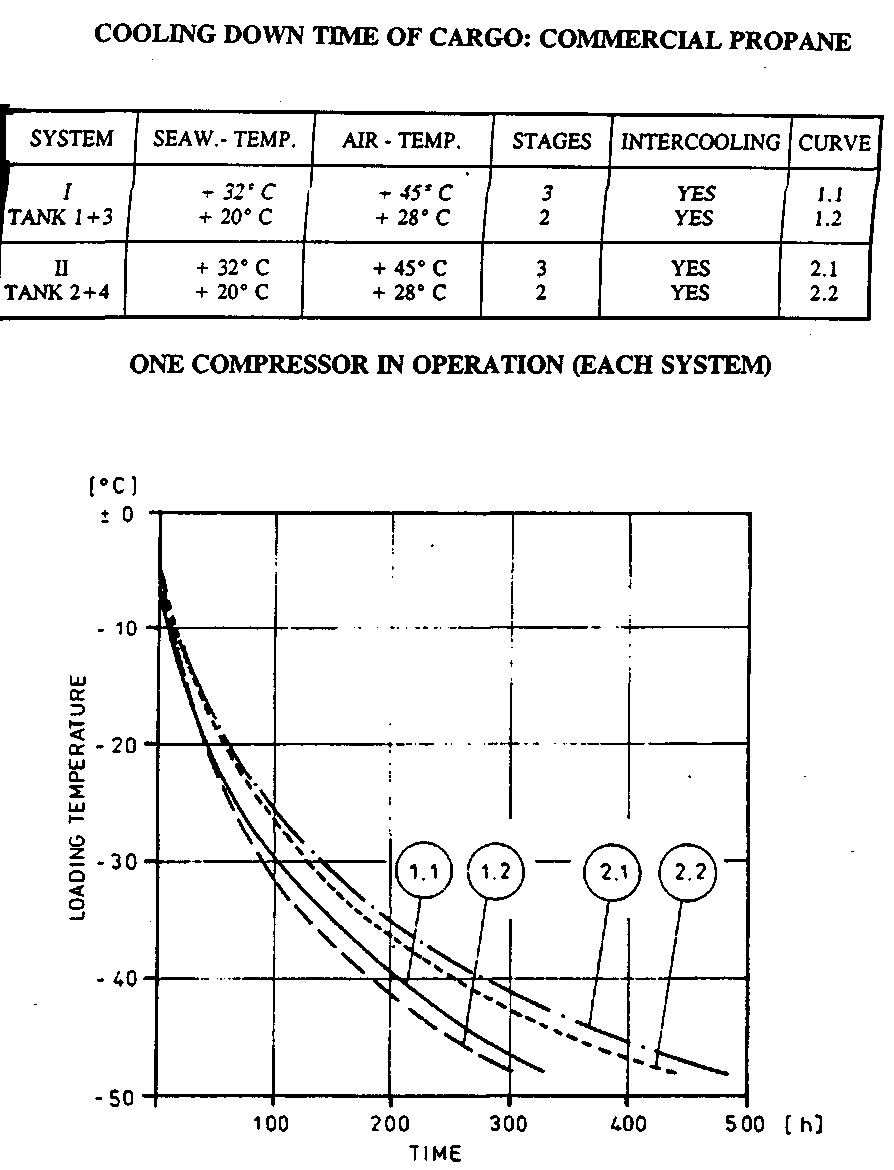 COOLING DOWN TIME OF CARGO: COMMERCIAL PROPANE
SYSTEM SEAW.- TEMP. AIR - TEMP. STAGES INTERCOOLING CURVE
I + 32° C + 45° C 3 YES 1.1
TANK 1+3 + 20° C + 28° C 2 YES 1.2
II + 32° C + 45° C 3 YES 2.1
TANK 2+4 + 20° C + 28° C 2 YES 2.2
ONE COMPRESSOR IN OPERATION (EACH SYSTEM)
[°C]
± 0
- 10
- 20
- 30
- 40
- 50
LOADING TEMPERATURE
1.1 1.2 2.1 2.2
100 200 300 400 500 [h]
TIME